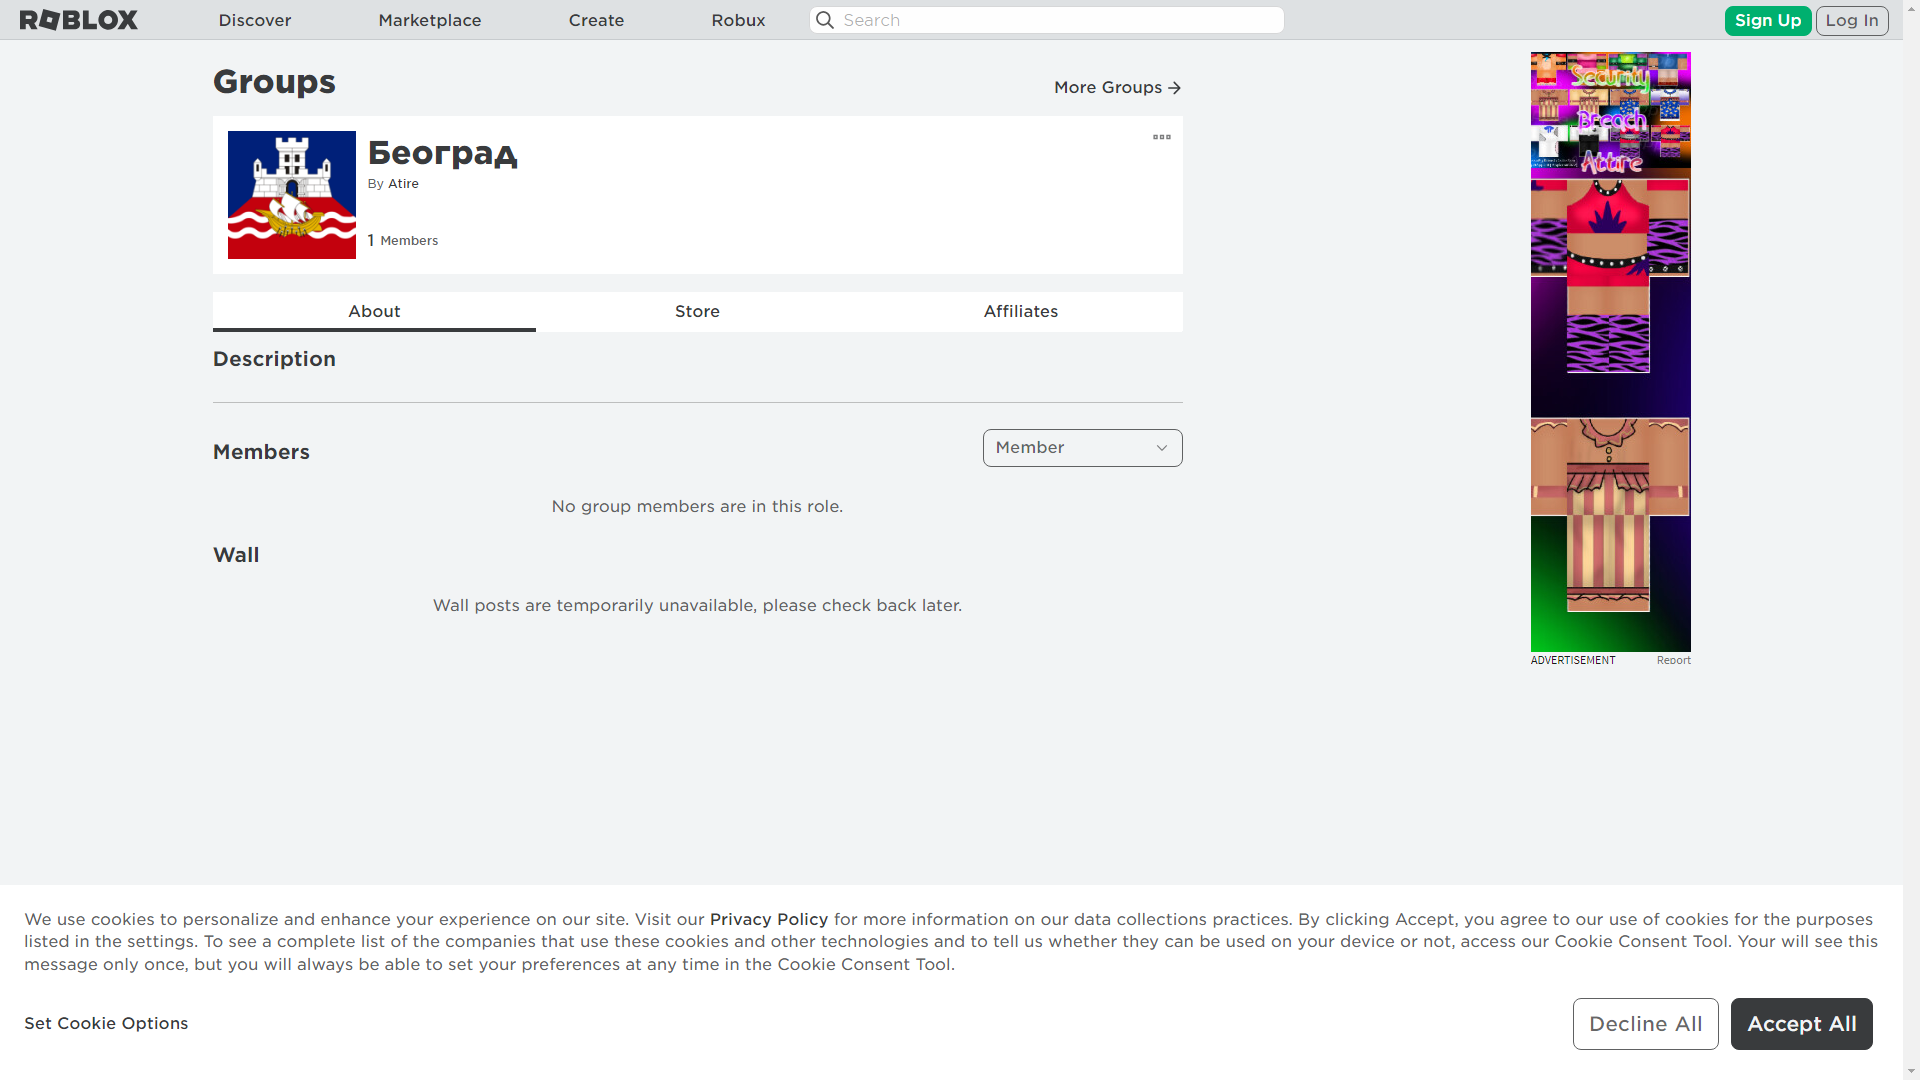 ROBLOX
Discover
Marketplace
Create
Robux
Search
Sign Up
Log In
Groups
More Groups
Београд
By Atire
1 Members
About
Store
Affiliates
Description
Members
Member
No group members are in this role.
Wall
Wall posts are temporarily unavailable, please check back later.
Security
Breach
Attire
ADVERTISEMENT
Report
We use cookies to personalize and enhance your experience on our site. Visit our Privacy Policy for more information on our data collections practices. By clicking Accept, you agree to our use of cookies for the purposes
listed in the settings. To see a complete list of the companies that use these cookies and other technologies and to tell us whether they can be used on your device or not, access our Cookie Consent Tool. Your will see this
message only once, but you will always be able to set your preferences at any time in the Cookie Consent Tool.
Set Cookie Options
Decline All
Accept All